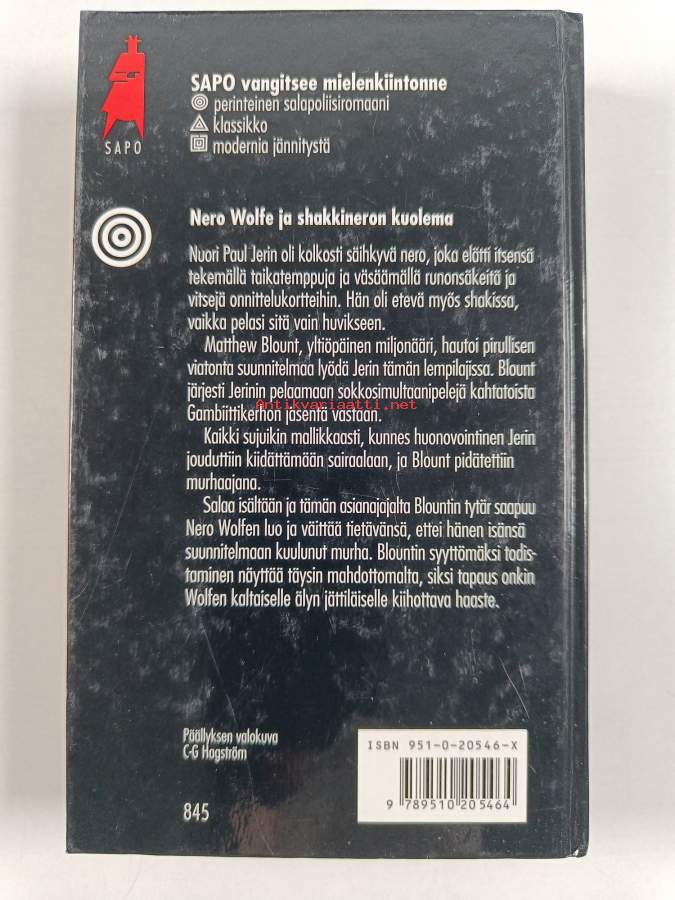 SAPO
SAPO vangitsee mielenkiintonne
perinteinen salapoliisiromaani
klassikko
modernia jännitystä
Nero Wolfe ja shakkineron kuolema
Nuori Paul Jerin oli kolkosti säihkyvä nero, joka elätti itsensä
tekemällä taikatemppuja ja väsäämällä runonsäkeitä ja
vitsejä onnittelukortteihin. Hän oli etevä myös shakissa,
vaikka pelasi sitä vain huvikseen.
Matthew Blount, yltiöpäinen miljonääri, hautoi pirullisen
viatonta suunnitelmaa lyödä Jerin tämän lempilajissa. Blount
järjesti Jerinin pelaamaan sokkosimultaanipelejä kahtatoista
Antikvariaatti.net
Gambiittikerhon jäsentä vastaan.
Kaikki sujuikin mallikkaasti, kunnes huonovointinen Jerin
jouduttiin kiidättämään sairaalaan, ja Blount pidätettiin
murhaajana.
Salaa isältään ja tämän asianajajalta Blountin tytär saapuu
Nero Wolfen luo ja väittää tietävänsä, ettei hänen isänsä
suunnitelmaan kuulunut murha. Blountin syyttömäksi todis-
taminen näyttää täysin mahdottomalta, siksi tapaus onkin
Wolfen kaltaiselle älyn jättiläiselle kiihottava haaste.
Päällyksen valokuva
C-G Hagström
845
ISBN 951-0-20546-X
9 789510 205464